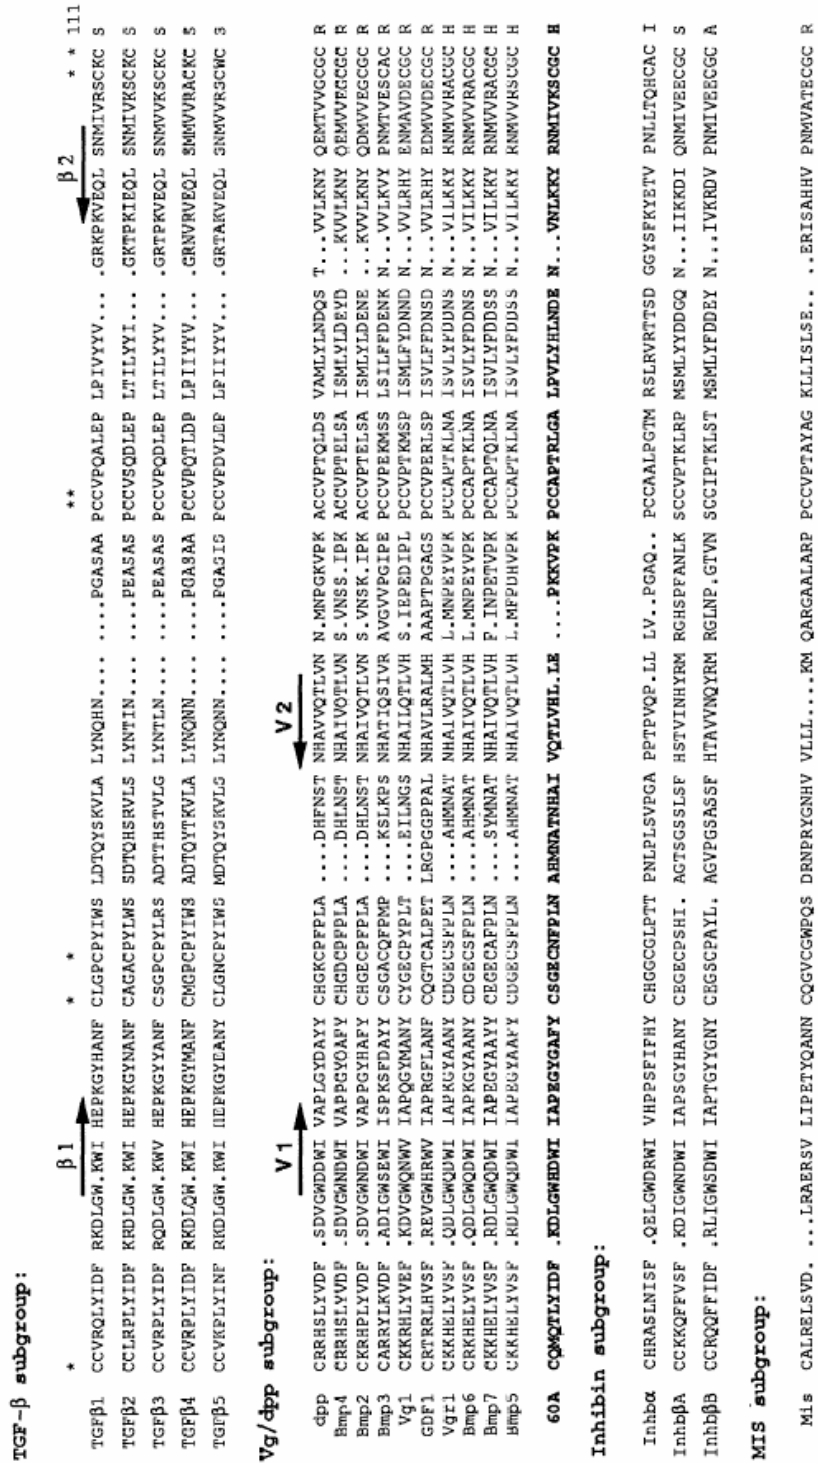 TGF-β subgroup:
β1 β2
* * * ** * * 111
TGFβ1 CCVRQLYIDF RKDLGW.KWI HEPKGYHANF CLGPCPYIWS LDTQYSKVLA LYNQHN.... ....PGASAA PCCVPQALEP LPIVYYV... .GRKPKVEQL SNMIVRSCKC S
TGFβ2 CCLRPLYIDF KRDLGW.KWI HEPKGYNANF CAGACPYLWS SDTQHSRVLS LYNTIN.... ....PEASAS PCCVSQDLEP LTILYYI... .GKTPKIEQL SNMIVKSCKC S
TGFβ3 CCVRPLYIDF RQDLGW.KWV HEPKGYYANF CSGPCPYLRS ADTTHSTVLG LYNTLN.... ....PEASAS PCCVPQDLEP LTILYYV... .GRTPKVEQL SNMVVKSCKC S
TGFβ4 CCVRPLYIDF RKDLQW.KWI HEPKGYMANF CMGPCPYIWS ADTQYTKVLA LYNQNN.... ....PGASAA PCCVPQTLDP LPIIYYV... .GRNVRVEQL SMMVVRACKC S
TGFβ5 CCVKPLYINF RKDLGW.KWI HEPKGYEANY CLGNCPYIWS MDTQYSKVLS LYNQNN.... ....PGASIS PCCVPDVLEP LPIIYYV... .GRTAKVEQL SNMVVRSCWC S
Vg/dpp subgroup:
V1 V2
dpp CRRHSLYVDF .SDVGWDDWI VAPLGYDAYY CHGKCPFPLA ....DHFNST NHAVVQTLVN N.MNPGKVPK ACCVPTQLDS VAMLYLNDQS T...VVLKNY QEMTVVGCGC R
Bmp4 CRRHSLYVDF .SDVGWNDWI VAPPGYQAFY CHGDCPFPLA ....DHLNST NHAIVQTLVN S.VNSS.IPK ACCVPTELSA ISMLYLDEYD ...KVVLKNY QEMVVEGCGC R
Bmp2 CKRHPLYVDF .SDVGWNDWI VAPPGYHAFY CHGECPFPLA ....DHLNST NHAIVQTLVN S.VNSK.IPK ACCVPTELSA ISMLYLDENE ...KVVLKNY QDMVVEGCGC R
Bmp3 CARRYLKVDF .ADIGWSEWI ISPKSFDAYY CSGACQFPMP ....KSLKPS NHATIQSIVR AVGVVPGIPE PCCVPEKMSS LSILFFDENK N...VVLKVY PNMTVESCAC R
Vg1 CKKRHLYVEF .KDVGWQNWV IAPQGYMANY CYGECPYPLT ....EILNGS NHAILQTLVH S.IEPEDIPL PCCVPTKMSP ISMLFYDNND N...VVLRHY ENMAVDECGC R
GDF1 CRTRRLHVSF .REVGWHRWV IAPRGFLANF CQGTCALPET LRGPGGPPAL NHAVLRALMH AAAPTPGAGS PCCVPERLSP ISVLFFDNSD N...VVLRHY EDMVVDECGC R
Vgr1 CKKHELYVSF .QDLGWQDWI IAPKGYAANY CDGECSFPLN ....AHMNAT NHAIVQTLVH L.MNPEYVPK PCCAPTKLNA ISVLYFDDNS N...VILKKY RNMVVRACGC H
Bmp6 CRKHELYVSF .QDLGWQDWI IAPKGYAANY CDGECSFPLN ....AHMNAT NHAIVQTLVH L.MNPEYVPK PCCAPTKLNA ISVLYFDDNS N...VILKKY RNMVVRACGC H
Bmp7 CKKHELYVSF .RDLGWQDWI IAPEGYAAYY CEGECAFPLN ....SYMNAT NHAIVQTLVH F.INPETVPK PCCAPTQLNA ISVLYFDDSS N...VILKKY RNMVVRACGC H
Bmp5 CKKHELYVSF .RDLGWQDWI IAPEGYAAFY CDGECSFPLN ....AHMNAT NHAIVQTLVH L.MFPDHVPK PCCAPTKLNA ISVLYFDDSS N...VILKKY RNMVVRSCGC H
60A CQMQTLYIDF .KDLGWHDWI IAPEGYGAFY CSGECNFPLN AHMNATNHAI VQTLVHL.LE ....PKKVPK PCCAPTRLGA LPVLYHLNDE N...VNLKKY RNMIVKSCGC H
Inhibin subgroup:
Inhbα CHRASLNISF .QELGWDRWI VHPPSFIFHY CHGGCGLPTT PNLPLSVPGA PPTPVQP.LL LV..PGAQ.. PCCAALPGTM RSLRVRTTSD GGYSFKYETV PNLLTQHCAC I
InhbβA CCKKQFFVSF .KDIGWNDWI IAPSGYHANY CEGECPSHI. AGTSGSSLSF HSTVINHYRM RGHSPFANLK SCCVPTKLRP MSMLYYDDGQ N...IIKKDI QNMIVEECGC S
InhbβB CCRQQFFIDF .RLIGWSDWI IAPTGYYGNY CEGSCPAYL. AGVPGSASSF HTAVVNQYRM RGLNP.GTVN SCCIPTKLST MSMLYFDDEY N...IVKRDV PNMIVEECGC A
MIS subgroup:
Mis CALRELSVD. ...LRAERSV LIPETYQANN CQGVCGWPQS DRNPRYGNHV VLLL....KM QARGAALARP PCCVPTAYAG KLLISLSE.. ..ERISAHHV PNMVATECGC R